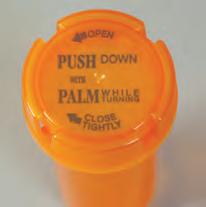 OPEN
PUSH DOWN
WITH
PALM WHILE TURNING
CLOSE
TIGHTLY